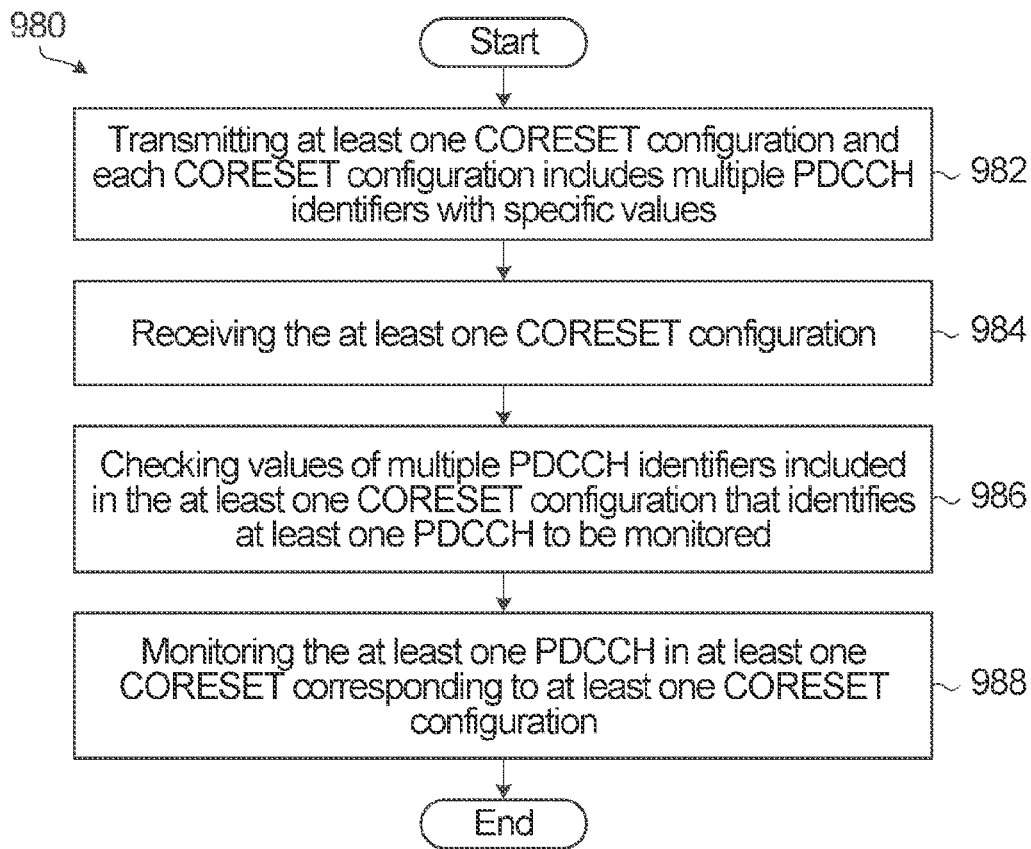 980
Start
Transmitting at least one CORESET configuration and
each CORESET configuration includes multiple PDCCH
identifiers with specific values
982
Receiving the at least one CORESET configuration
984
Checking values of multiple PDCCH identifiers included
in the at least one CORESET configuration that identifies
at least one PDCCH to be monitored
986
Monitoring the at least one PDCCH in at least one
CORESET corresponding to at least one CORESET
configuration
988
End